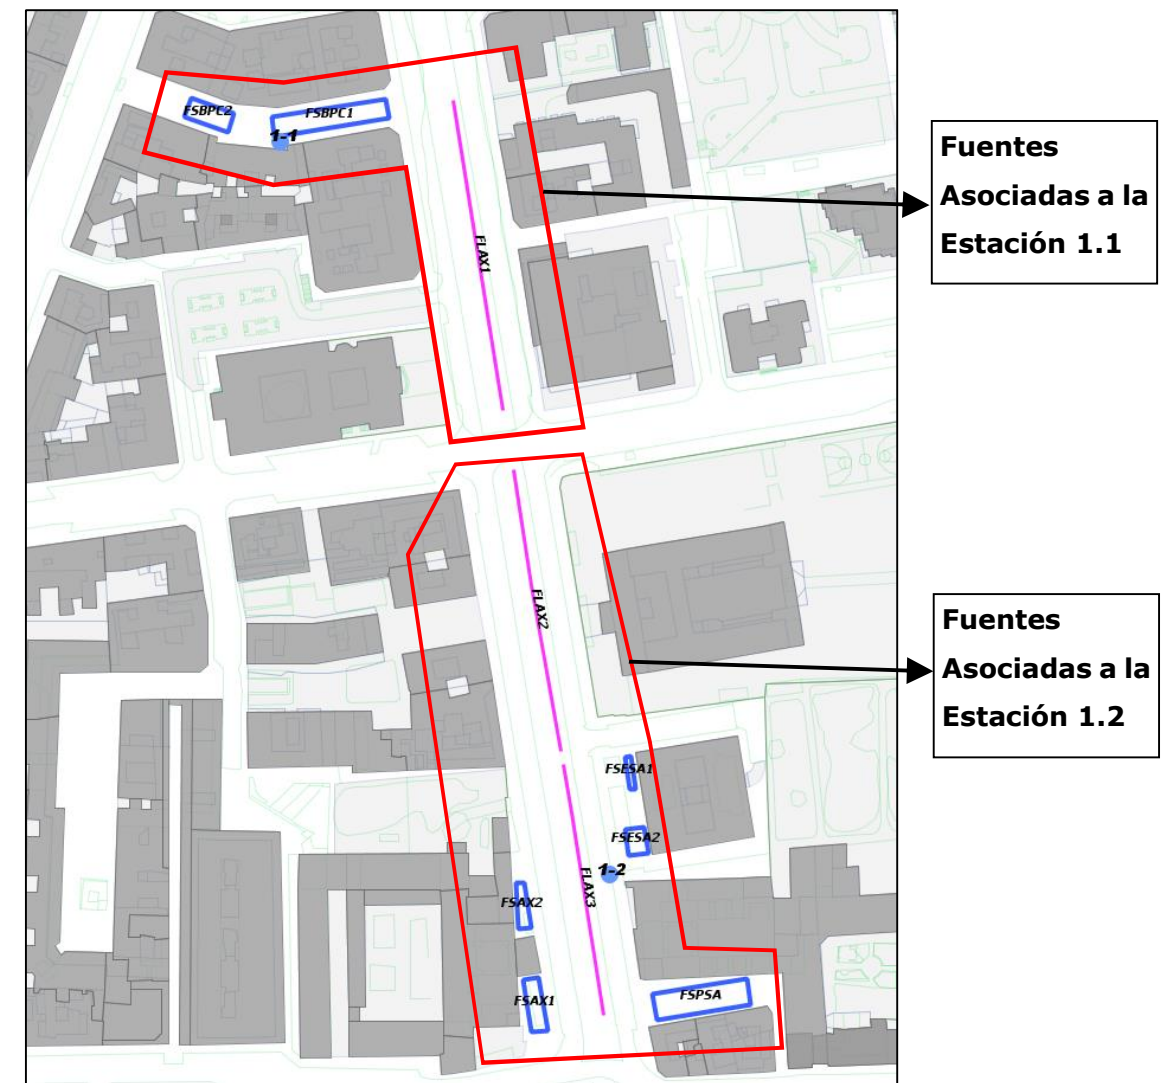 FSBPC2
FSBPC1
1-1
Fuentes
Asociadas a la
Estación 1.1
FLAX1
FLAX2
Fuentes
Asociadas a la
Estación 1.2
FSESA1
FSESA2
1-2
FLAX3
FSAX2
FSAX1
FSPSA